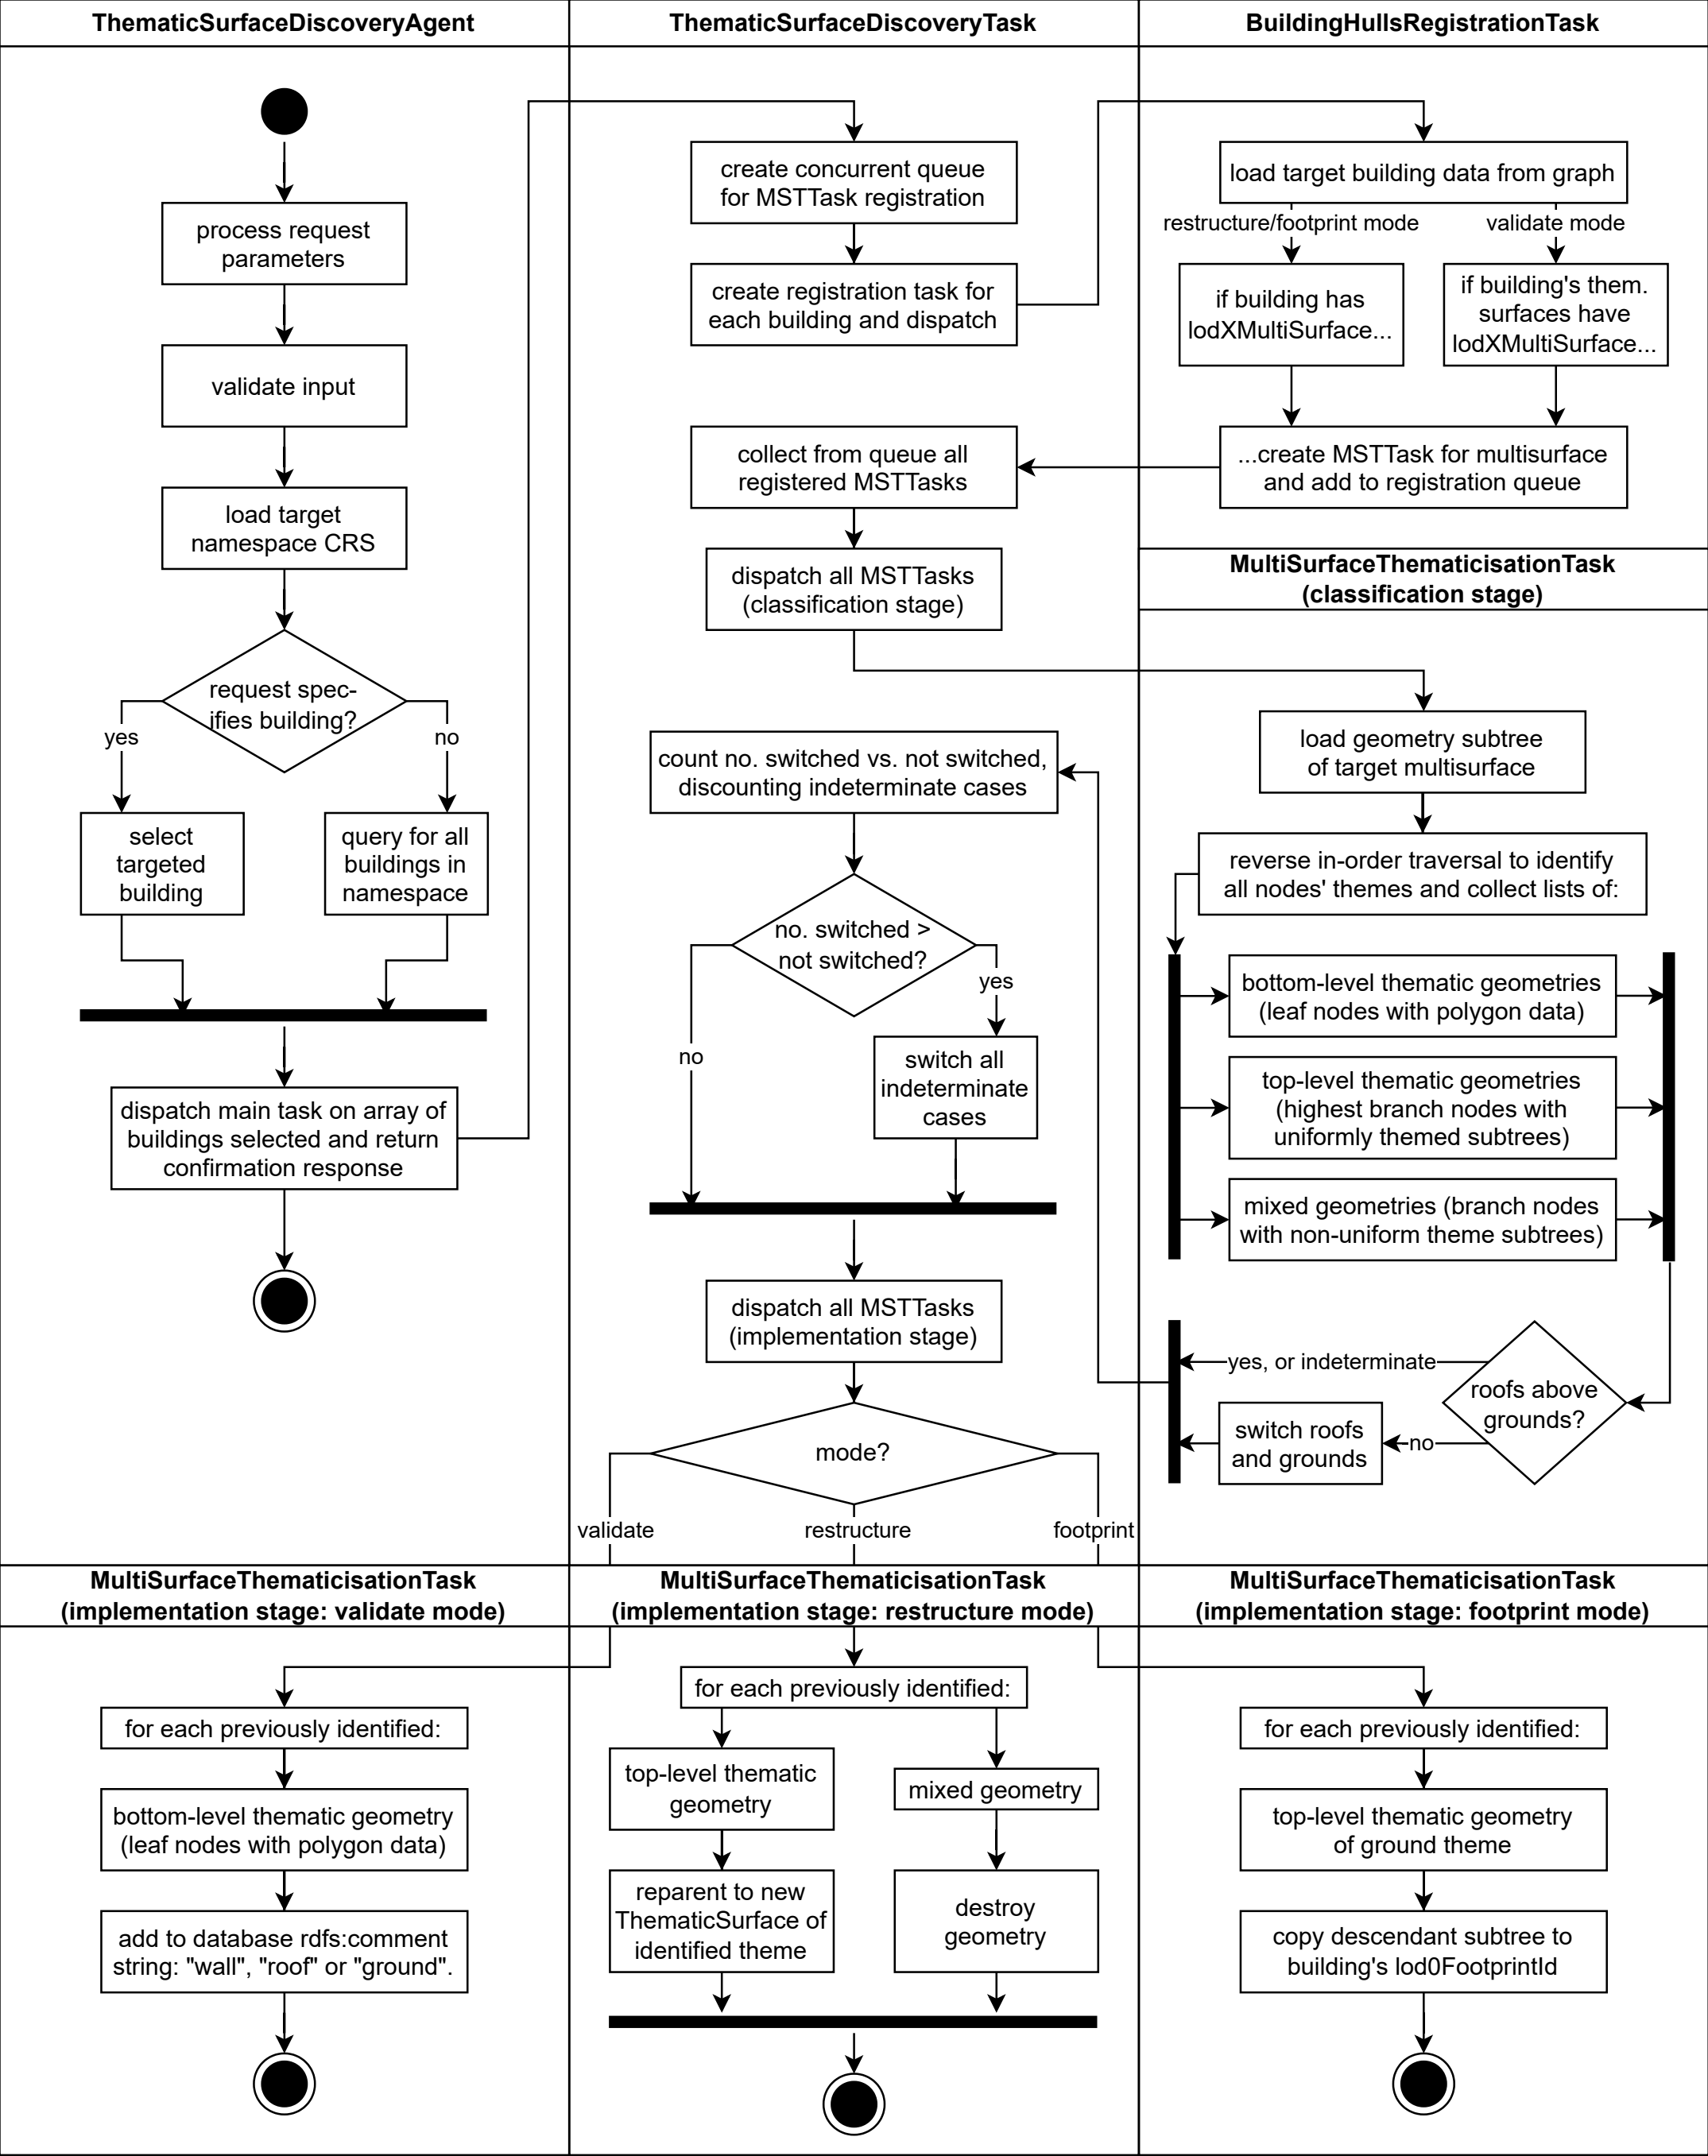 ThematicSurfaceDiscoveryAgent
process request
parameters
validate input
load target
namespace CRS
request spec-
ifies building?
yes
no
select
targeted
building
query for all
buildings in
namespace
dispatch main task on array of
buildings selected and return
confirmation response
ThematicSurfaceDiscoveryTask
create concurrent queue
for MSTTask registration
create registration task for
each building and dispatch
collect from queue all
registered MSTTasks
dispatch all MSTTasks
(classification stage)
count no. switched vs. not switched,
discounting indeterminate cases
no. switched >
not switched?
yes
no
switch all
indeterminate
cases
dispatch all MSTTasks
(implementation stage)
mode?
validate
restructure
footprint
BuildingHullsRegistrationTask
load target building data from graph
restructure/footprint mode
validate mode
if building has
lodXMultiSurface...
if building's them.
surfaces have
lodXMultiSurface...
...create MSTTask for multisurface
and add to registration queue
MultiSurfaceThematicisationTask
(classification stage)
load geometry subtree
of target multisurface
reverse in-order traversal to identify
all nodes' themes and collect lists of:
bottom-level thematic geometries
(leaf nodes with polygon data)
top-level thematic geometries
(highest branch nodes with
uniformly themed subtrees)
mixed geometries (branch nodes
with non-uniform theme subtrees)
yes, or indeterminate
roofs above
grounds?
no
switch roofs
and grounds
MultiSurfaceThematicisationTask
(implementation stage: validate mode)
for each previously identified:
bottom-level thematic geometry
(leaf nodes with polygon data)
add to database rdfs:comment
string: "wall", "roof" or "ground".
MultiSurfaceThematicisationTask
(implementation stage: restructure mode)
for each previously identified:
top-level thematic
geometry
mixed geometry
reparent to new
ThematicSurface of
identified theme
destroy
geometry
MultiSurfaceThematicisationTask
(implementation stage: footprint mode)
for each previously identified:
top-level thematic geometry
of ground theme
copy descendant subtree to
building's lod0FootprintId